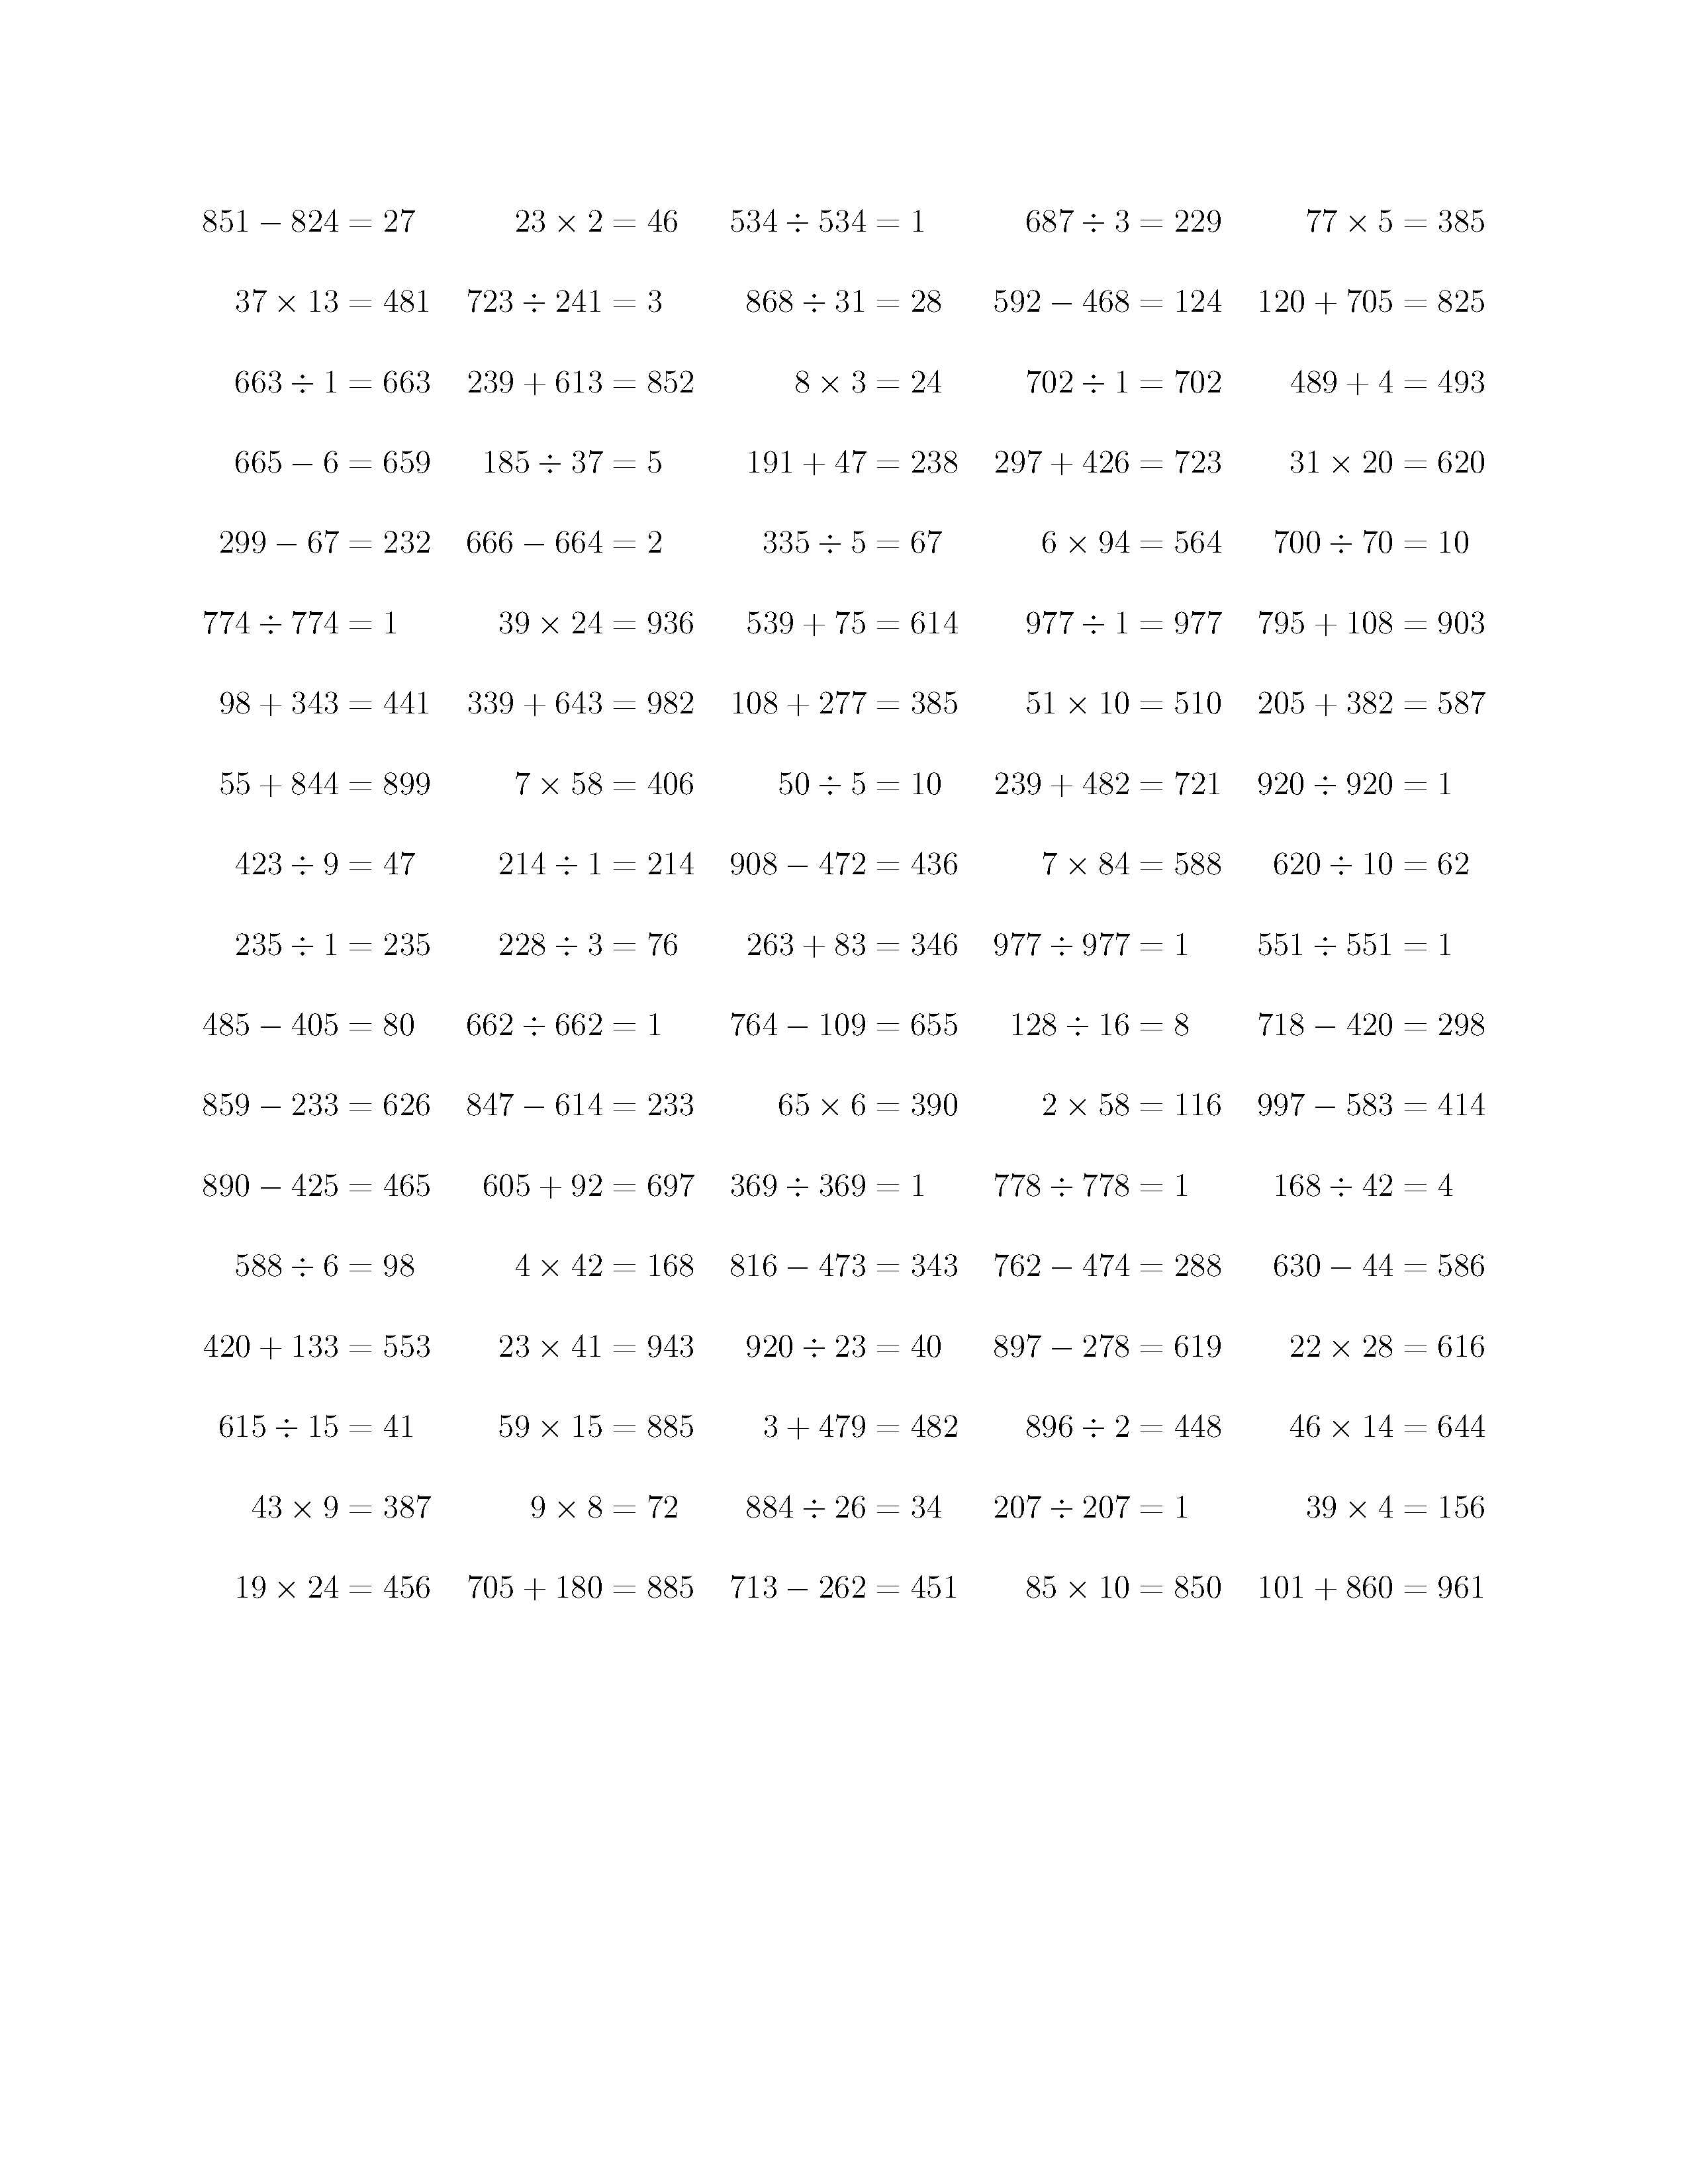 851 − 824 = 27 23 × 2 = 46 534 ÷ 534 = 1 687 ÷ 3 = 229 77 × 5 = 385
37 × 13 = 481 723 ÷ 241 = 3 868 ÷ 31 = 28 592 − 468 = 124 120 + 705 = 825
663 ÷ 1 = 663 239 + 613 = 852 8 × 3 = 24 702 ÷ 1 = 702 489 + 4 = 493
665 − 6 = 659 185 ÷ 37 = 5 191 + 47 = 238 297 + 426 = 723 31 × 20 = 620
299 − 67 = 232 666 − 664 = 2 335 ÷ 5 = 67 6 × 94 = 564 700 ÷ 70 = 10
774 ÷ 774 = 1 39 × 24 = 936 539 + 75 = 614 977 ÷ 1 = 977 795 + 108 = 903
98 + 343 = 441 339 + 643 = 982 108 + 277 = 385 51 × 10 = 510 205 + 382 = 587
55 + 844 = 899 7 × 58 = 406 50 ÷ 5 = 10 239 + 482 = 721 920 ÷ 920 = 1
423 ÷ 9 = 47 214 ÷ 1 = 214 908 − 472 = 436 7 × 84 = 588 620 ÷ 10 = 62
235 ÷ 1 = 235 228 ÷ 3 = 76 263 + 83 = 346 977 ÷ 977 = 1 551 ÷ 551 = 1
485 − 405 = 80 662 ÷ 662 = 1 764 − 109 = 655 128 ÷ 16 = 8 718 − 420 = 298
859 − 233 = 626 847 − 614 = 233 65 × 6 = 390 2 × 58 = 116 997 − 583 = 414
890 − 425 = 465 605 + 92 = 697 369 ÷ 369 = 1 778 ÷ 778 = 1 168 ÷ 42 = 4
588 ÷ 6 = 98 4 × 42 = 168 816 − 473 = 343 762 − 474 = 288 630 − 44 = 586
420 + 133 = 553 23 × 41 = 943 920 ÷ 23 = 40 897 − 278 = 619 22 × 28 = 616
615 ÷ 15 = 41 59 × 15 = 885 3 + 479 = 482 896 ÷ 2 = 448 46 × 14 = 644
43 × 9 = 387 9 × 8 = 72 884 ÷ 26 = 34 207 ÷ 207 = 1 39 × 4 = 156
19 × 24 = 456 705 + 180 = 885 713 − 262 = 451 85 × 10 = 850 101 + 860 = 961